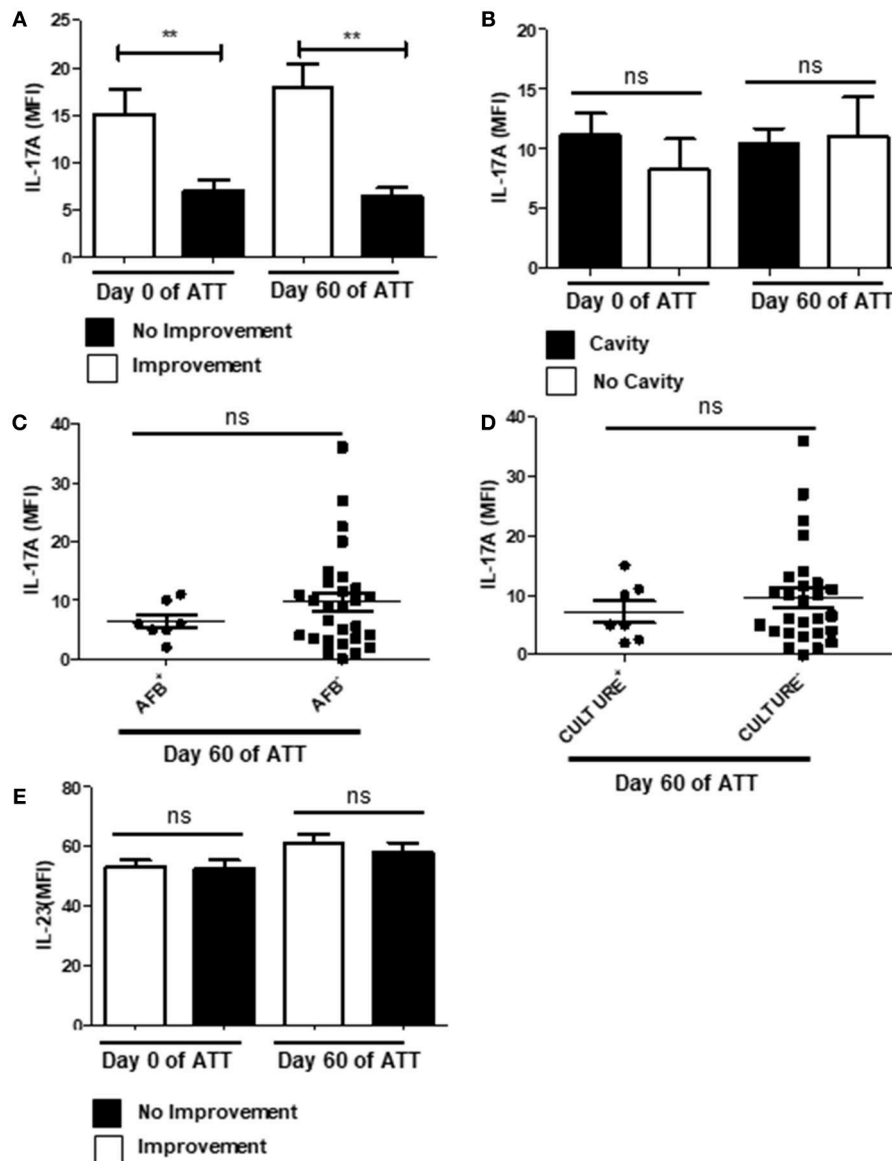 A
IL-17A (MFI)
25
20
15
10
5
0
**
**
Day 0 of ATT
Day 60 of ATT
No Improvement
Improvement
B
IL-17A (MFI)
20
15
10
5
0
ns
ns
Day 0 of ATT
Day 60 of ATT
Cavity
No Cavity
C
IL-17A (MFI)
40
30
20
10
0
ns
AFB+
AFB-
Day 60 of ATT
D
IL-17A (MFI)
40
30
20
10
0
ns
CULTURE+
CULTURE-
Day 60 of ATT
E
IL-23(MFI)
80
60
40
20
0
ns
ns
Day 0 of ATT
Day 60 of ATT
No Improvement
Improvement